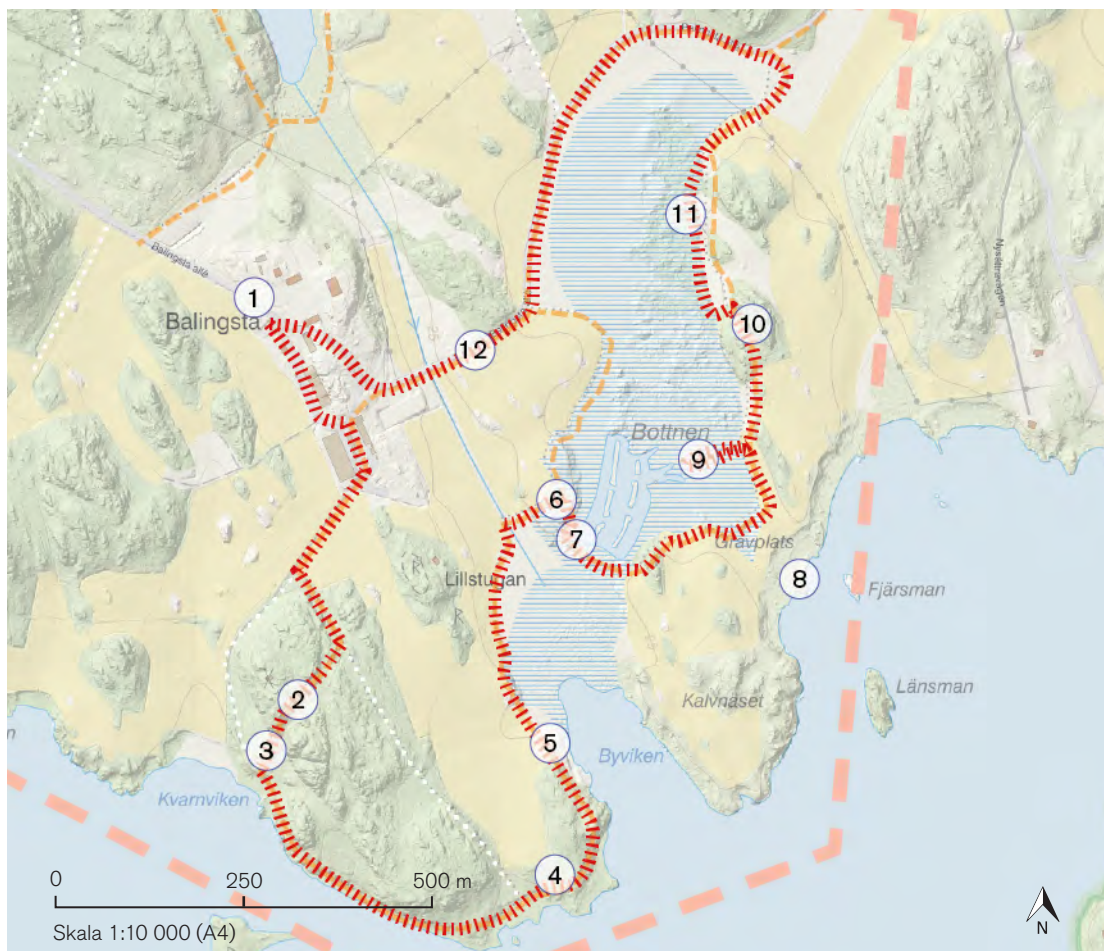 11
1
Balingsta allé
Balingsta
10
12
Nysättravägen
Bottnen
9
6
7
Gravplats
Lillstugan
8
Fjärsman
2
Länsman
Kalvnäset
3
5
Byviken
Kvarnviken
4
0 250 500 m
Skala 1:10 000 (A4)
N